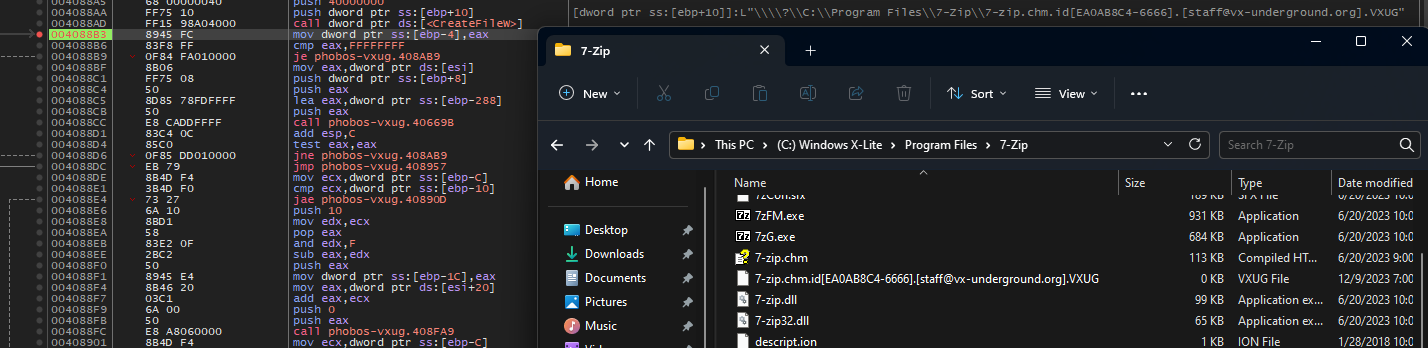 004088A5 68 00000040 push 40000000
004088AA FF75 10 push dword ptr ss:[ebp+10]
004088AD FF15 98A04000 call dword ptr ds:[<CreateFileW>]
004088B3 8945 FC mov dword ptr ss:[ebp-4],eax
004088B6 83F8 FF cmp eax,FFFFFFFF
004088B9 0F84 FA010000 je phobos-vxug.408AB9
004088BF 8B06 mov eax,dword ptr ds:[esi]
004088C1 FF75 08 push dword ptr ss:[ebp+8]
004088C4 50 push eax
004088C5 8D85 78FDFFFF lea eax,dword ptr ss:[ebp-288]
004088CB 50 push eax
004088CC E8 CADDFFFF call phobos-vxug.40669B
004088D1 83C4 0C add esp,C
004088D4 85C0 test eax,eax
004088D6 0F85 DD010000 jne phobos-vxug.408AB9
004088DC EB 79 jmp phobos-vxug.408957
004088DE 8B4D F4 mov ecx,dword ptr ss:[ebp-C]
004088E1 3B4D F0 cmp ecx,dword ptr ss:[ebp-10]
004088E4 73 27 jae phobos-vxug.40890D
004088E6 6A 10 push 10
004088E8 8BD1 mov edx,ecx
004088EA 58 pop eax
004088EB 83E2 0F and edx,F
004088EE 2BC2 sub eax,edx
004088F0 50 push eax
004088F1 8945 E4 mov dword ptr ss:[ebp-1C],eax
004088F4 8B46 20 mov eax,dword ptr ds:[esi+20]
004088F7 03C1 add eax,ecx
004088F9 6A 00 push 0
004088FB 50 push eax
004088FC E8 A8060000 call phobos-vxug.408FA9
00408901 8B4D F4 mov ecx,dword ptr ss:[ebp-C]
[dword ptr ss:[ebp+10]]:L"\\\\?\\C:\\Program Files\\7-Zip\\7-zip.chm.id[EA0AB8C4-6666].[staff@vx-underground.org].VXUG"
7-Zip
New Sort View
This PC > (C:) Windows X-Lite > Program Files > 7-Zip Search 7-Zip
Home
Desktop
Downloads
Documents
Pictures
Music
Name Size Type Date modified
7zCon.sfx 189 KB SFX File 6/20/2023 10:0
7zFM.exe 931 KB Application 6/20/2023 10:0
7zG.exe 684 KB Application 6/20/2023 10:0
7-zip.chm 113 KB Compiled HT... 6/20/2023 9:00
7-zip.chm.id[EA0AB8C4-6666].[staff@vx-underground.org].VXUG 0 KB VXUG File 12/9/2023 7:00
7-zip.dll 99 KB Application ex... 6/20/2023 10:0
7-zip32.dll 65 KB Application ex... 6/20/2023 10:0
descript.ion 1 KB ION File 1/28/2018 10:0